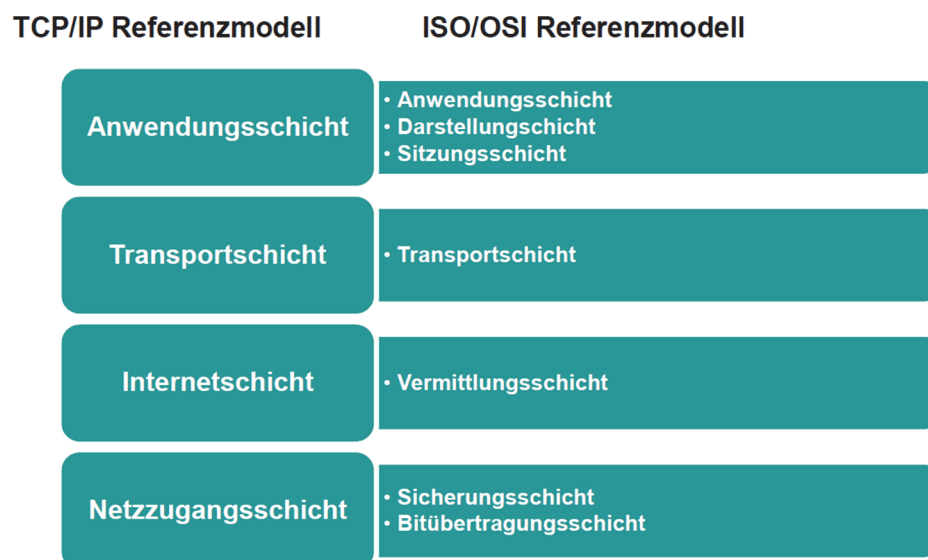 TCP/IP Referenzmodell
ISO/OSI Referenzmodell
Anwendungsschicht
• Anwendungsschicht
• Darstellungschicht
• Sitzungsschicht
Transportschicht
• Transportschicht
Internetschicht
• Vermittlungsschicht
Netzzugangsschicht
• Sicherungsschicht
• Bitübertragungsschicht